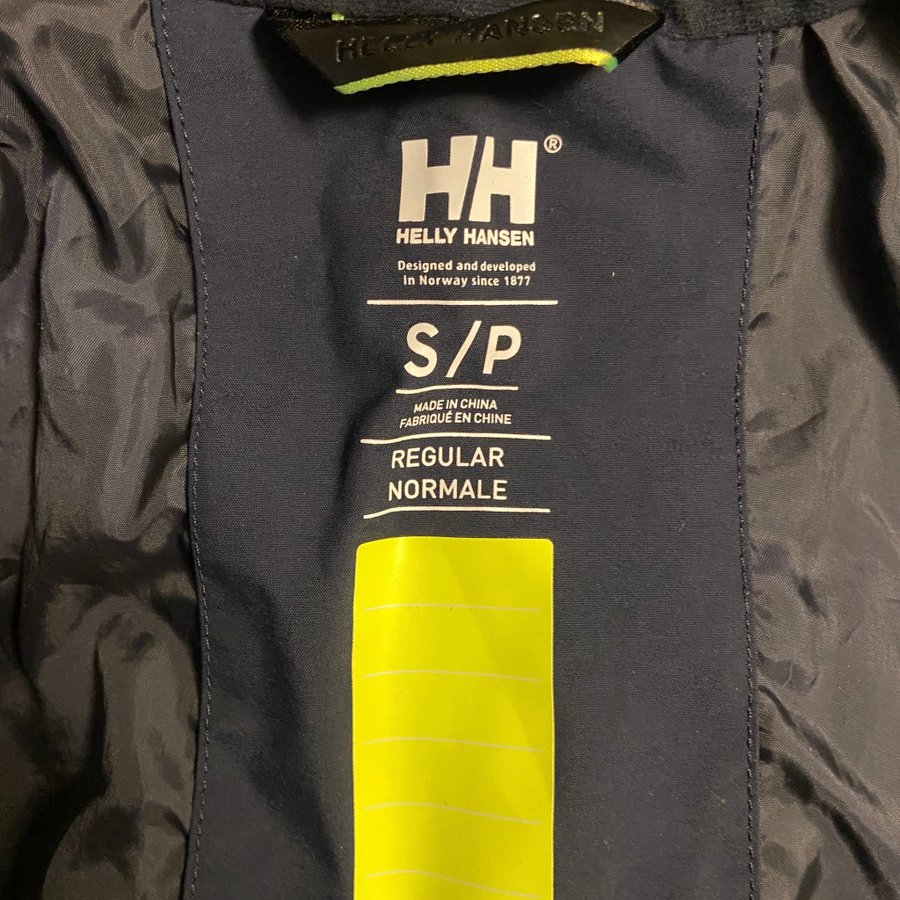 HELLY HANSEN
HH®
HELLY HANSEN
Designed and developed
in Norway since 1877
S/P
MADE IN CHINA
FABRIQUÉ EN CHINE
REGULAR
NORMALE